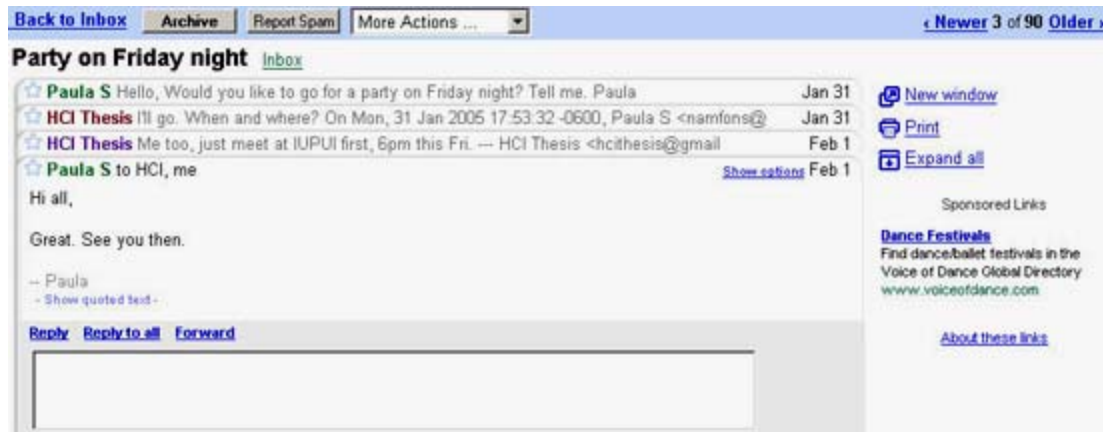 Back to Inbox Archive Report Spam More Actions ... ‹ Newer 3 of 90 Older ›
Party on Friday night Inbox
Paula S Hello, Would you like to go for a party on Friday night? Tell me. Paula Jan 31
HCI Thesis I'll go. When and where? On Mon, 31 Jan 2005 17:53:32 -0600, Paula S <namfons@ Jan 31
HCI Thesis Me too, just meet at IUPUI first, 6pm this Fri. --- HCI Thesis <hcithesis@gmail Feb 1
Paula S to HCI, me Show options Feb 1
Hi all,
Great. See you then.
-- Paula
- Show quoted text -
Reply Reply to all Forward
New window
Print
Expand all
Sponsored Links
Dance Festivals
Find dance/ballet festivals in the
Voice of Dance Global Directory
www.voiceofdance.com
About these links